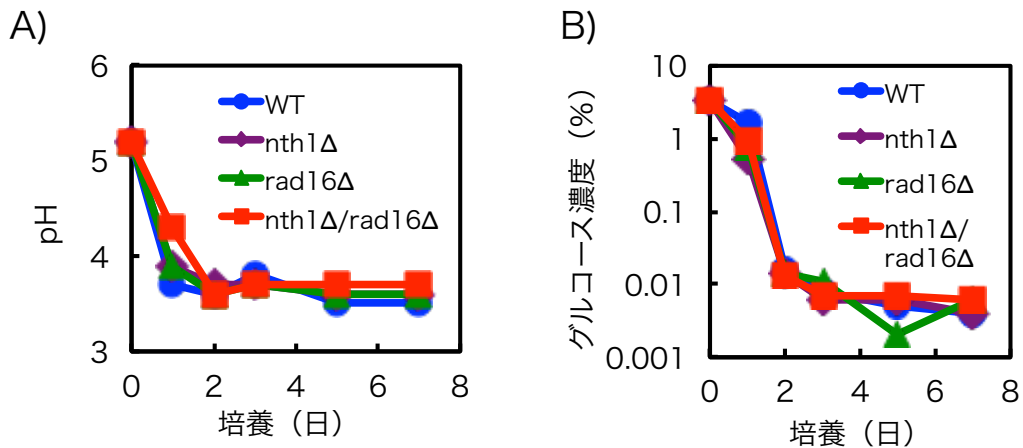 A)
6
5
4
3
pH
WT
nth1Δ
rad16Δ
nth1Δ/rad16Δ
0
2
4
6
8
培養（日）
B)
10
1
0.1
0.01
0.001
グルコース濃度（%）
WT
nth1Δ
rad16Δ
nth1Δ/
rad16Δ
0
2
4
6
8
培養（日）